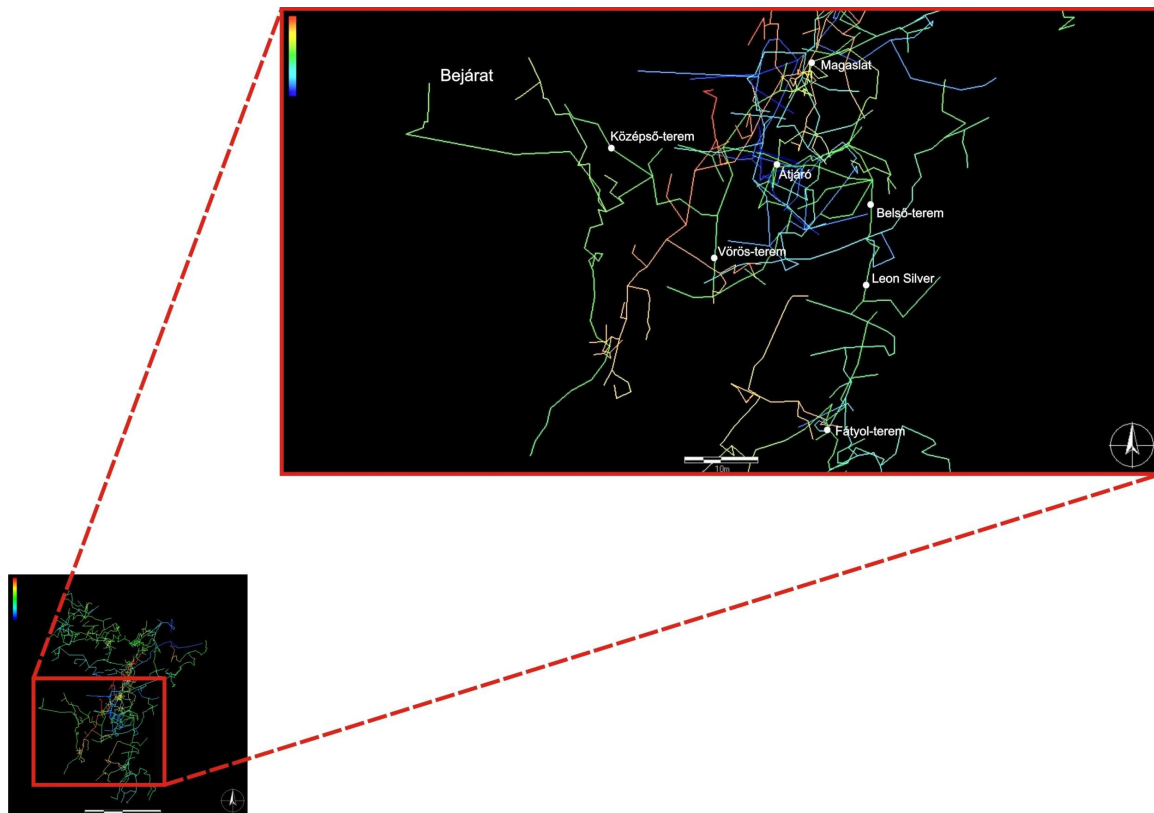 Magaslat
Bejárat
Középső-terem
Átjáró
Belső-terem
Vörös-terem
Leon Silver
Fátyol-terem
10m